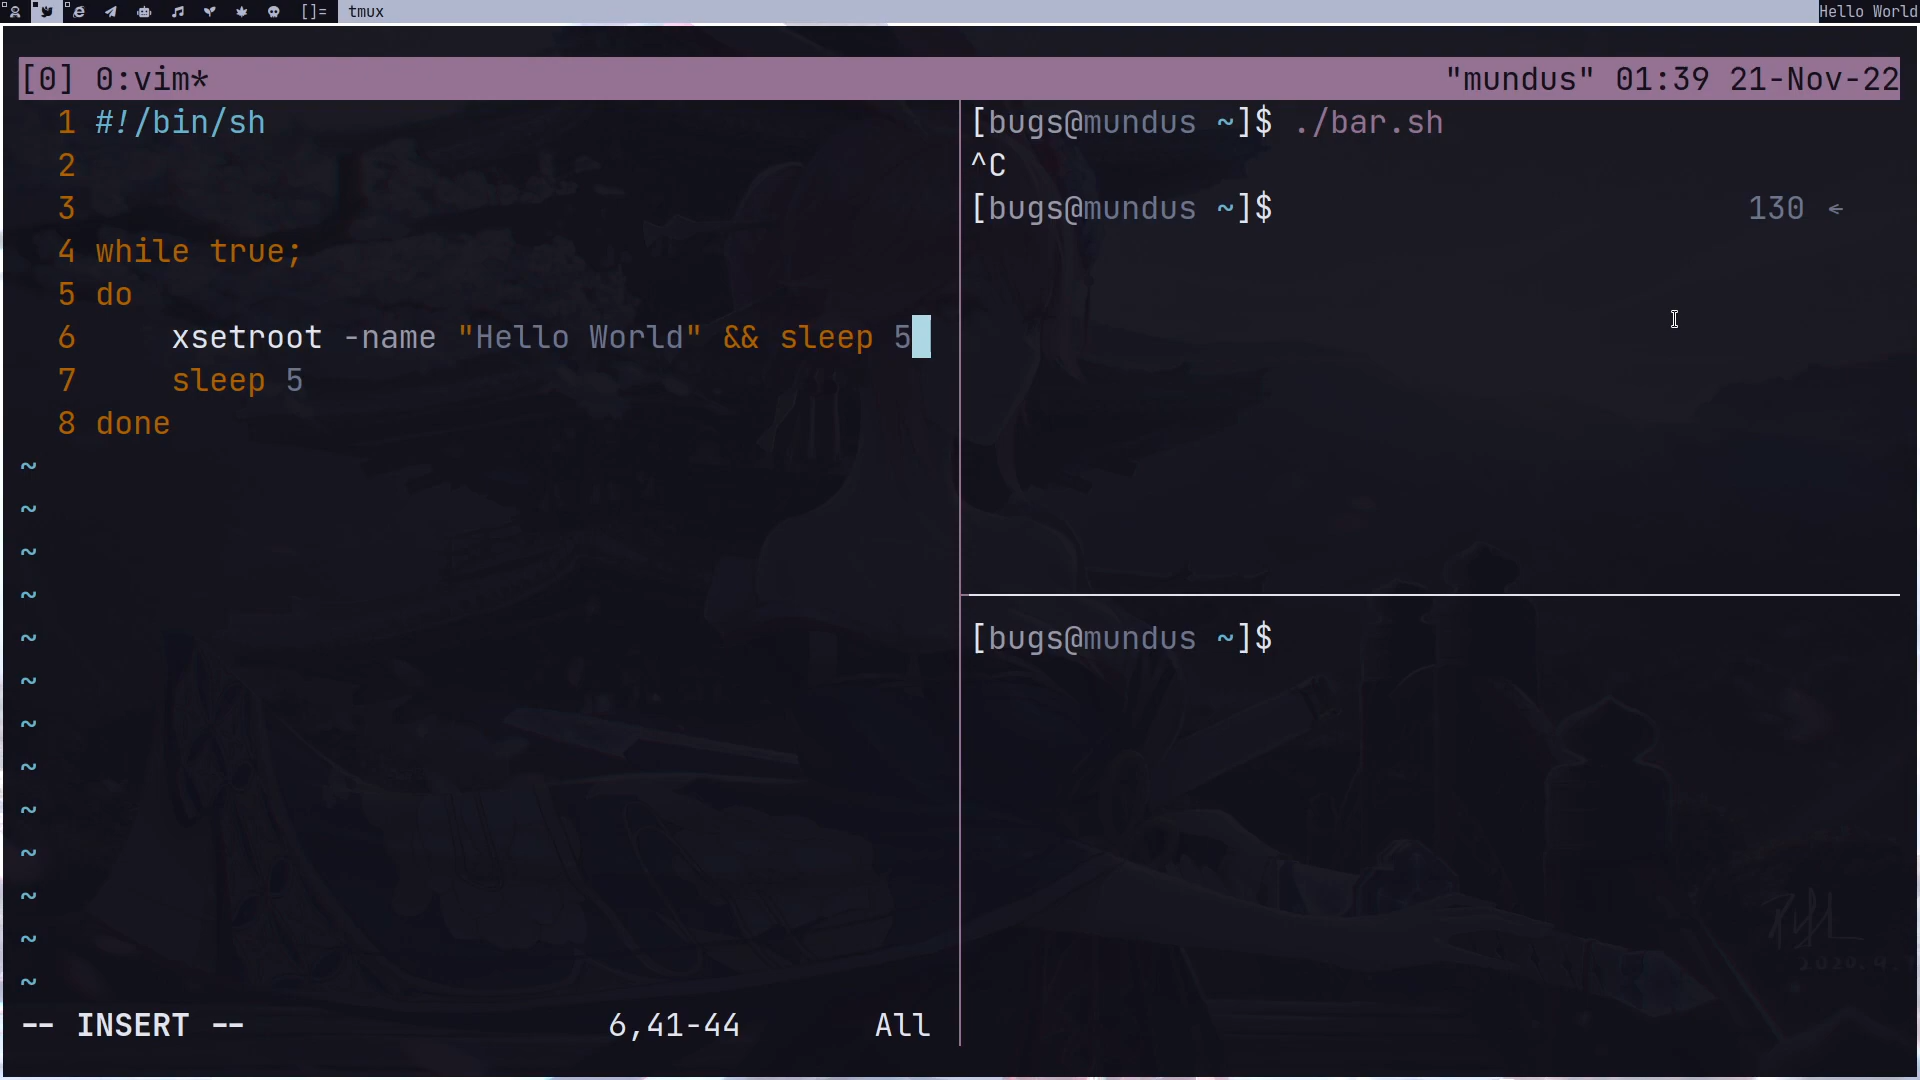 []= tmux Hello World
[0] 0:vim* "mundus" 01:39 21-Nov-22
1 #!/bin/sh
2
3
4 while true;
5 do
6 xsetroot -name "Hello World" && sleep 5
7 sleep 5
8 done
~
~
~
~
~
~
~
~
~
~
~
~
~
-- INSERT -- 6,41-44 All
[bugs@mundus ~]$ ./bar.sh
^C
[bugs@mundus ~]$ 130 <
[bugs@mundus ~]$